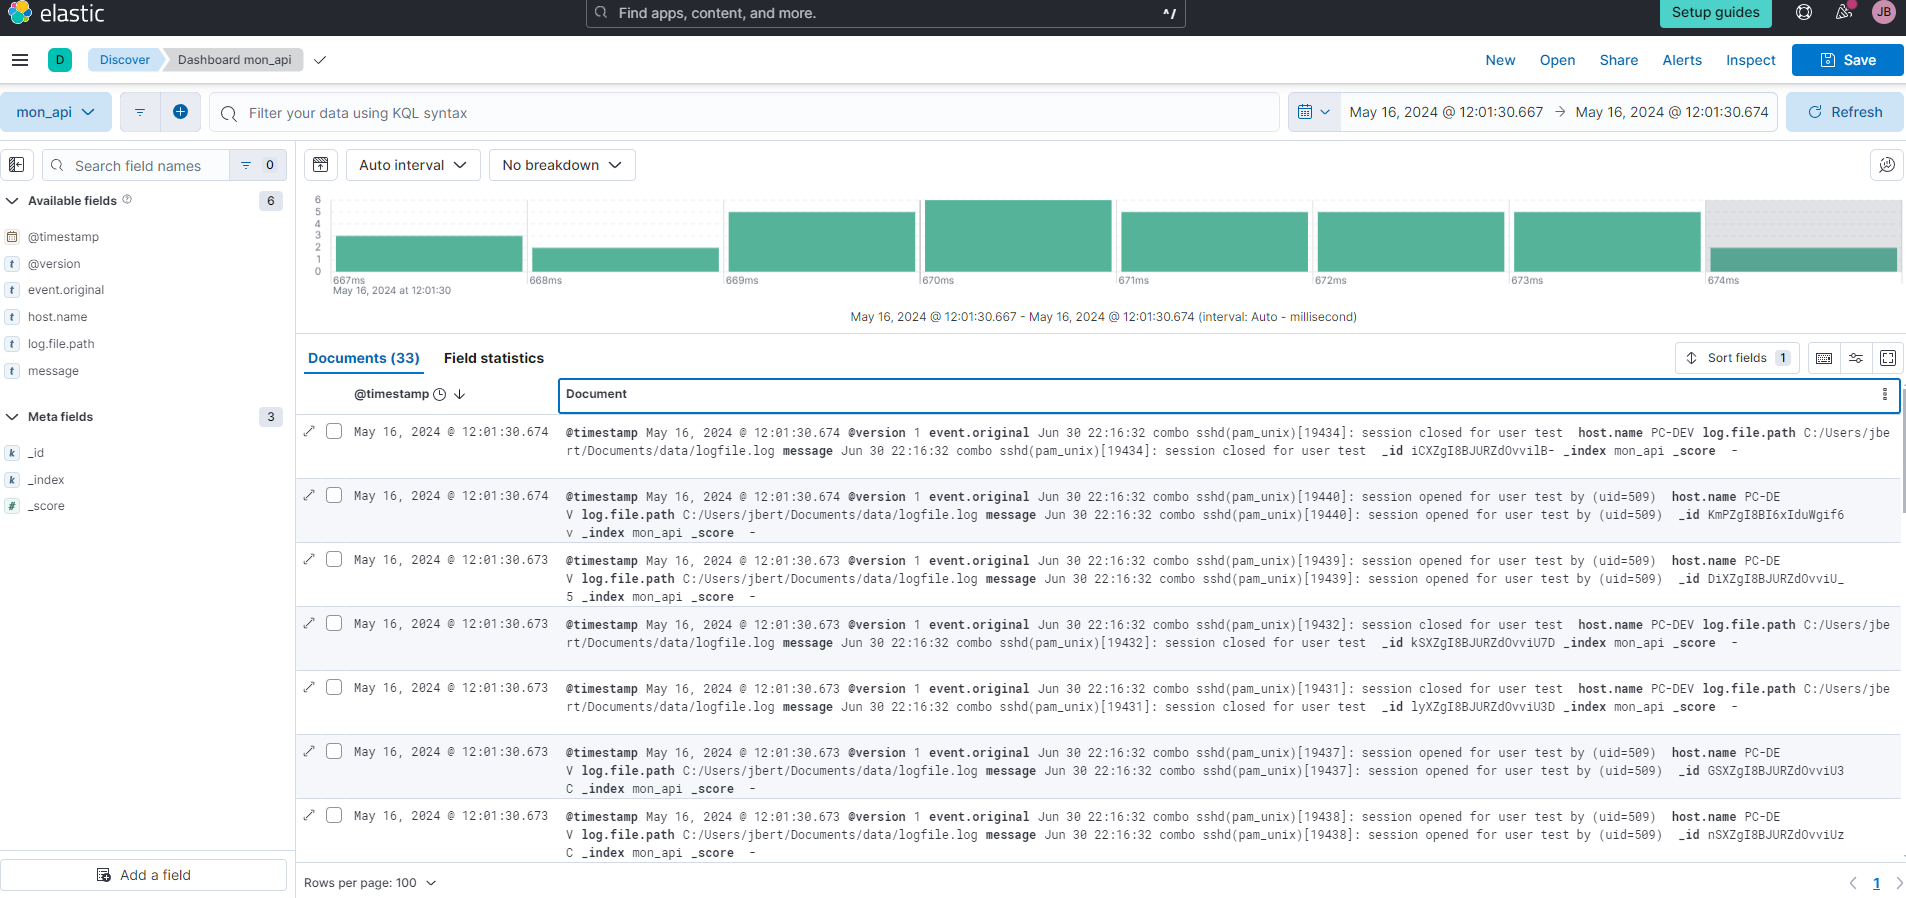 elastic
Find apps, content, and more.
^/
Setup guides
JB
D
Discover
Dashboard mon_api
New
Open
Share
Alerts
Inspect
Save
mon_api
Filter your data using KQL syntax
May 16, 2024 @ 12:01:30.667 → May 16, 2024 @ 12:01:30.674
Refresh
Search field names
0
Auto interval
No breakdown
Available fields
6
@timestamp
t @version
t event.original
t host.name
t log.file.path
t message
Meta fields
3
k _id
k _index
# _score
Add a field
6
5
4
3
2
1
0
667ms
668ms
669ms
670ms
671ms
672ms
673ms
674ms
May 16, 2024 at 12:01:30
May 16, 2024 @ 12:01:30.667 - May 16, 2024 @ 12:01:30.674 (interval: Auto - millisecond)
Documents (33)
Field statistics
Sort fields 1
@timestamp
Document
May 16, 2024 @ 12:01:30.674
@timestamp May 16, 2024 @ 12:01:30.674 @version 1 event.original Jun 30 22:16:32 combo sshd(pam_unix)[19434]: session closed for user test host.name PC-DEV log.file.path C:/Users/jbe
rt/Documents/data/logfile.log message Jun 30 22:16:32 combo sshd(pam_unix)[19434]: session closed for user test _id iCXZgI8BJURZdOvvilB- _index mon_api _score -
May 16, 2024 @ 12:01:30.674
@timestamp May 16, 2024 @ 12:01:30.674 @version 1 event.original Jun 30 22:16:32 combo sshd(pam_unix)[19440]: session opened for user test by (uid=509) host.name PC-DE
V log.file.path C:/Users/jbert/Documents/data/logfile.log message Jun 30 22:16:32 combo sshd(pam_unix)[19440]: session opened for user test by (uid=509) _id KmPZgI8BI6xIduWgif6
v _index mon_api _score -
May 16, 2024 @ 12:01:30.673
@timestamp May 16, 2024 @ 12:01:30.673 @version 1 event.original Jun 30 22:16:32 combo sshd(pam_unix)[19439]: session opened for user test by (uid=509) host.name PC-DE
V log.file.path C:/Users/jbert/Documents/data/logfile.log message Jun 30 22:16:32 combo sshd(pam_unix)[19439]: session opened for user test by (uid=509) _id DiXZgI8BJURZdOvviU_
5 _index mon_api _score -
May 16, 2024 @ 12:01:30.673
@timestamp May 16, 2024 @ 12:01:30.673 @version 1 event.original Jun 30 22:16:32 combo sshd(pam_unix)[19432]: session closed for user test host.name PC-DEV log.file.path C:/Users/jbe
rt/Documents/data/logfile.log message Jun 30 22:16:32 combo sshd(pam_unix)[19432]: session closed for user test _id kSXZgI8BJURZdOvviU7D _index mon_api _score -
May 16, 2024 @ 12:01:30.673
@timestamp May 16, 2024 @ 12:01:30.673 @version 1 event.original Jun 30 22:16:32 combo sshd(pam_unix)[19431]: session closed for user test host.name PC-DEV log.file.path C:/Users/jbe
rt/Documents/data/logfile.log message Jun 30 22:16:32 combo sshd(pam_unix)[19431]: session closed for user test _id lyXZgI8BJURZdOvviU3D _index mon_api _score -
May 16, 2024 @ 12:01:30.673
@timestamp May 16, 2024 @ 12:01:30.673 @version 1 event.original Jun 30 22:16:32 combo sshd(pam_unix)[19437]: session opened for user test by (uid=509) host.name PC-DE
V log.file.path C:/Users/jbert/Documents/data/logfile.log message Jun 30 22:16:32 combo sshd(pam_unix)[19437]: session opened for user test by (uid=509) _id GSXZgI8BJURZdOvviU3
C _index mon_api _score -
May 16, 2024 @ 12:01:30.673
@timestamp May 16, 2024 @ 12:01:30.673 @version 1 event.original Jun 30 22:16:32 combo sshd(pam_unix)[19438]: session opened for user test by (uid=509) host.name PC-DE
V log.file.path C:/Users/jbert/Documents/data/logfile.log message Jun 30 22:16:32 combo sshd(pam_unix)[19438]: session opened for user test by (uid=509) _id nSXZgI8BJURZdOvviUz
C _index mon_api _score -
Rows per page: 100
1